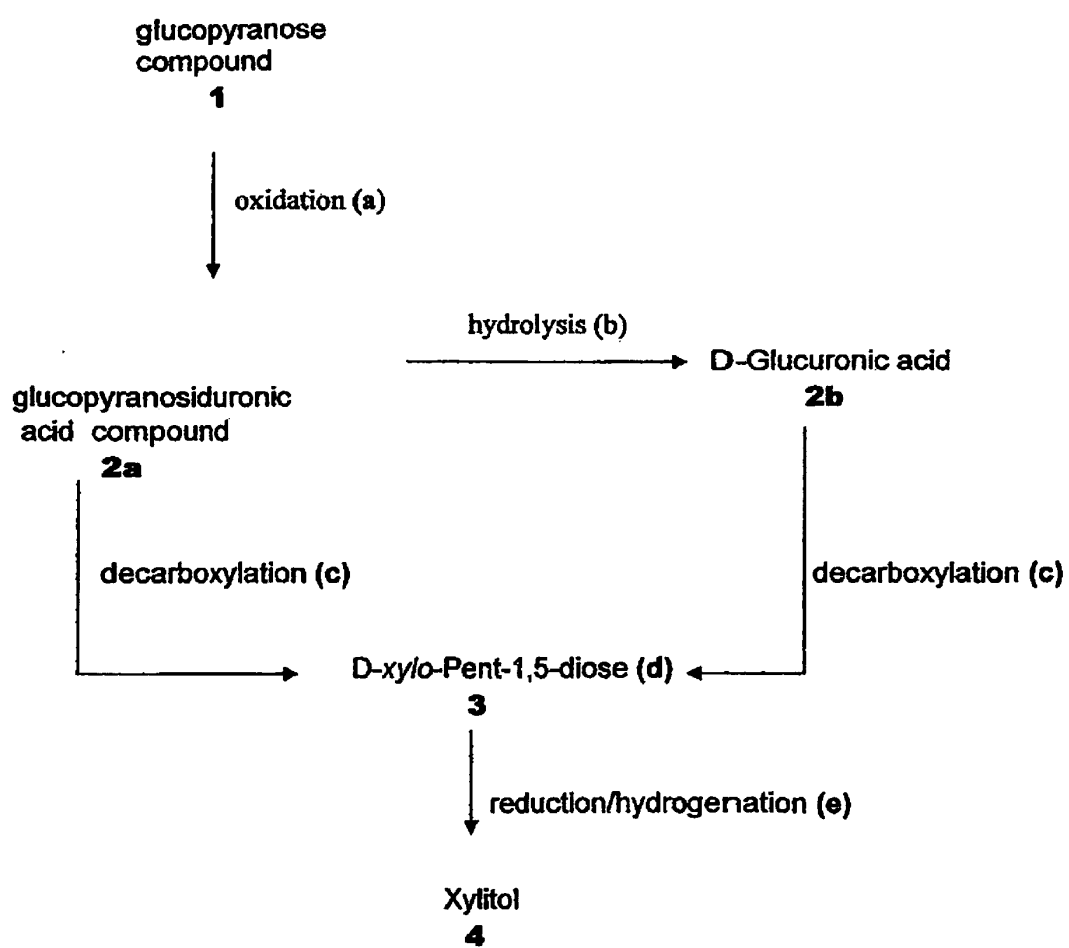 glucopyranose
compound
1
oxidation (a)
hydrolysis (b)
D-Glucuronic acid
2b
glucopyranosiduronic
acid compound
2a
decarboxylation (c)
decarboxylation (c)
D-xylo-Pent-1,5-diose (d)
3
reduction/hydrogenation (e)
Xylitol
4